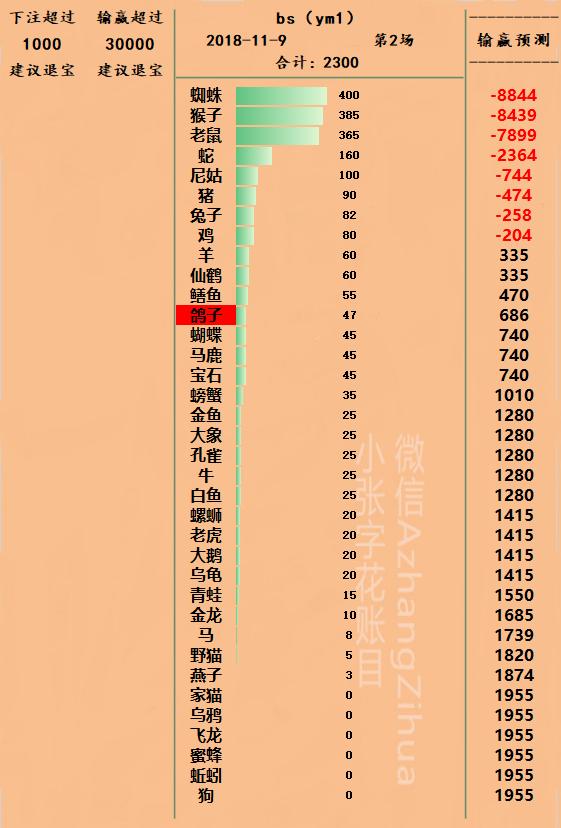 下注超过 输赢超过
1000 30000
建议退宝 建议退宝
bs（ym1）
2018-11-9 第2场
合计：2300
输赢预测
蜘蛛 400 -8844
猴子 385 -8439
老鼠 365 -7899
蛇 160 -2364
尼姑 100 -744
猪 90 -474
兔子 82 -258
鸡 80 -204
羊 60 335
仙鹤 60 335
鳝鱼 55 470
鸽子 47 686
蝴蝶 45 740
马鹿 45 740
宝石 45 740
螃蟹 35 1010
金鱼 25 1280
大象 25 1280
孔雀 25 1280
牛 25 1280
白鱼 25 1280
螺蛳 20 1415
老虎 20 1415
大鹅 20 1415
乌龟 20 1415
青蛙 15 1550
金龙 10 1685
马 8 1739
野猫 5 1820
燕子 3 1874
家猫 0 1955
乌鸦 0 1955
飞龙 0 1955
蜜蜂 0 1955
蚯蚓 0 1955
狗 0 1955
微信AzhangZihua
小张字花账目